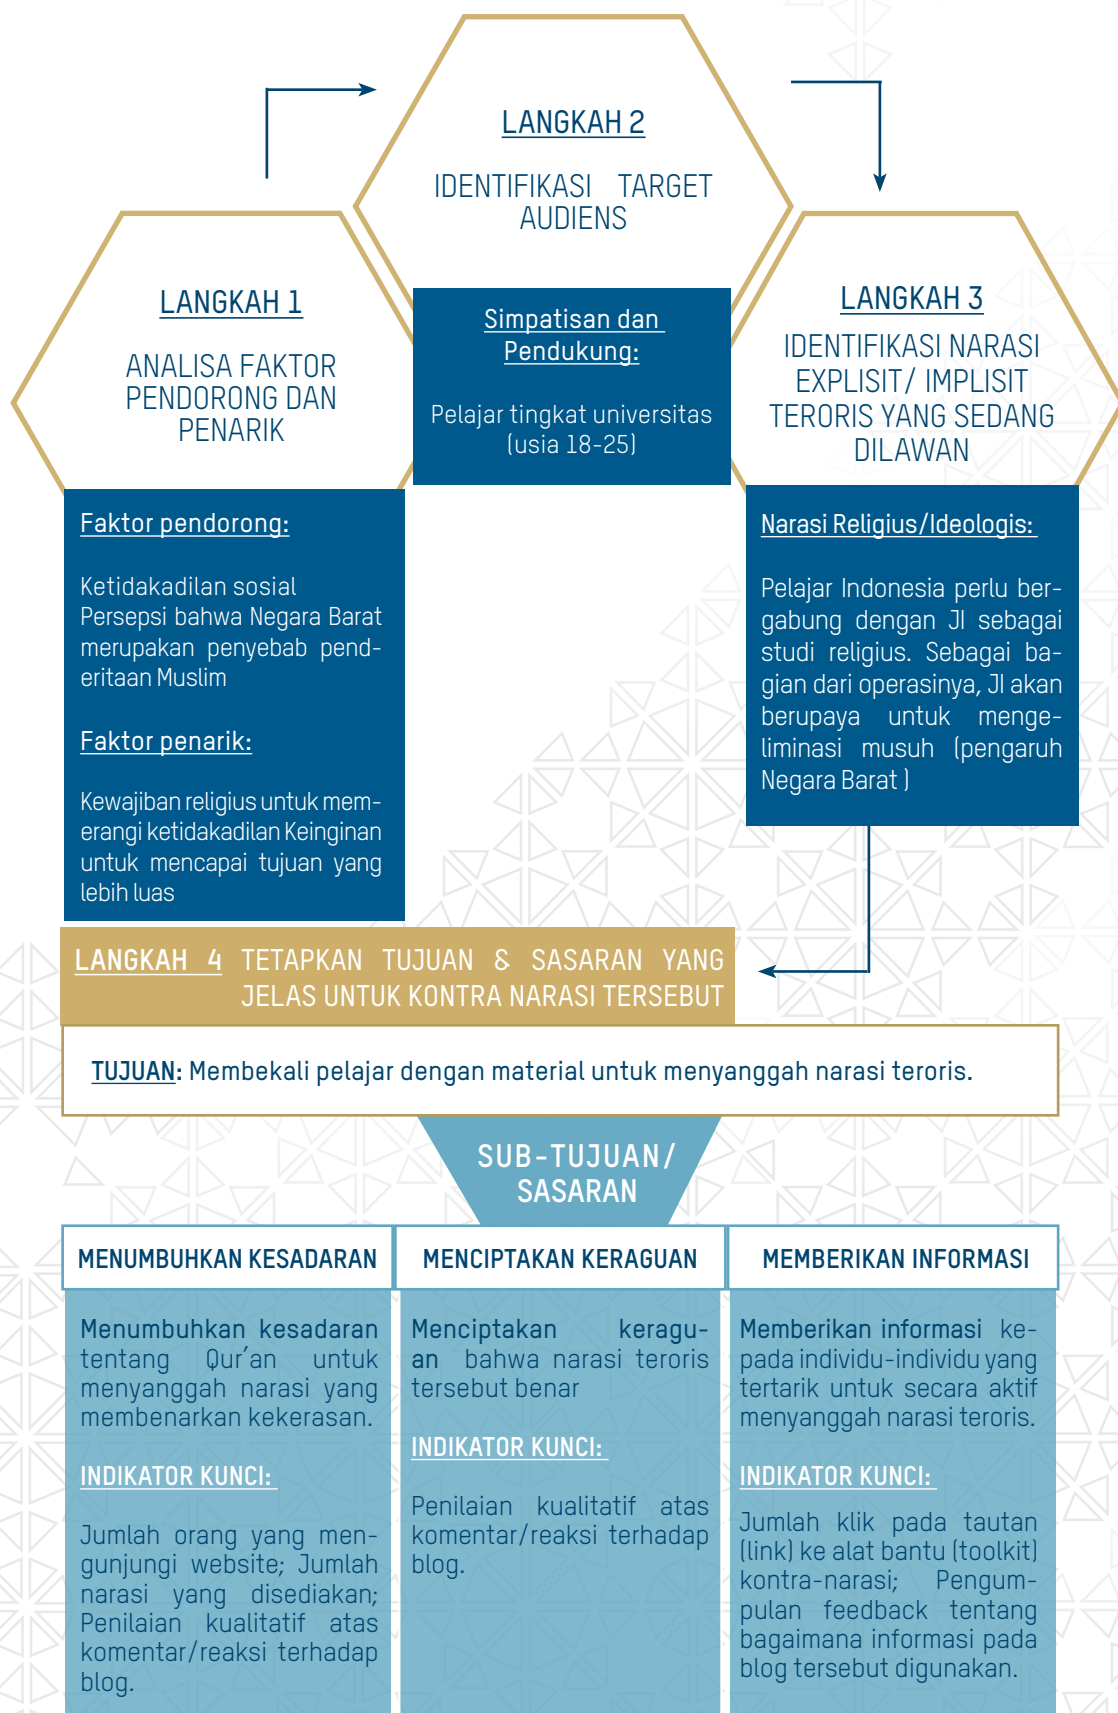 LANGKAH 1
ANALISA FAKTOR
PENDORONG DAN
PENARIK
Faktor pendorong:
Ketidakadilan sosial
Persepsi bahwa Negara Barat
merupakan penyebab pend-
eritaan Muslim
Faktor penarik:
Kewajiban religius untuk mem-
erangi ketidakadilan Keinginan
untuk mencapai tujuan yang
lebih luas
LANGKAH 2
IDENTIFIKASI TARGET
AUDIENS
Simpatisan dan
Pendukung:
Pelajar tingkat universitas
(usia 18-25)
LANGKAH 3
IDENTIFIKASI NARASI
EXPLISIT/ IMPLISIT
TERORIS YANG SEDANG
DILAWAN
Narasi Religius/Ideologis:
Pelajar Indonesia perlu ber-
gabung dengan JI sebagai
studi religius. Sebagai ba-
gian dari operasinya, JI akan
berupaya untuk menge-
liminasi musuh (pengaruh
Negara Barat )
LANGKAH 4 TETAPKAN TUJUAN & SASARAN YANG
JELAS UNTUK KONTRA NARASI TERSEBUT
TUJUAN: Membekali pelajar dengan material untuk menyanggah narasi teroris.
SUB-TUJUAN/
SASARAN
MENUMBUHKAN KESADARAN
Menumbuhkan kesadaran
tentang Qur'an untuk
menyanggah narasi yang
membenarkan kekerasan.
INDIKATOR KUNCI:
Jumlah orang yang men-
gunjungi website; Jumlah
narasi yang disediakan;
Penilaian kualitatif atas
komentar/reaksi terhadap
blog.
MENCIPTAKAN KERAGUAN
Menciptakan keragu-
an bahwa narasi teroris
tersebut benar
INDIKATOR KUNCI:
Penilaian kualitatif atas
komentar/reaksi terhadap
blog.
MEMBERIKAN INFORMASI
Memberikan informasi ke-
pada individu-individu yang
tertarik untuk secara aktif
menyanggah narasi teroris.
INDIKATOR KUNCI:
Jumlah klik pada tautan
(link) ke alat bantu (toolkit)
kontra-narasi; Pengum-
pulan feedback tentang
bagaimana informasi pada
blog tersebut digunakan.